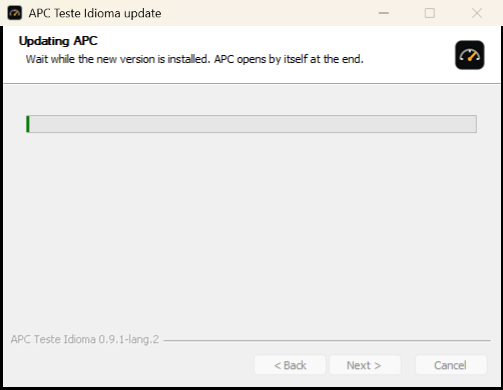 APC Teste Idioma update
Updating APC
Wait while the new version is installed. APC opens by itself at the end.
APC Teste Idioma 0.9.1-lang.2
< Back
Next >
Cancel